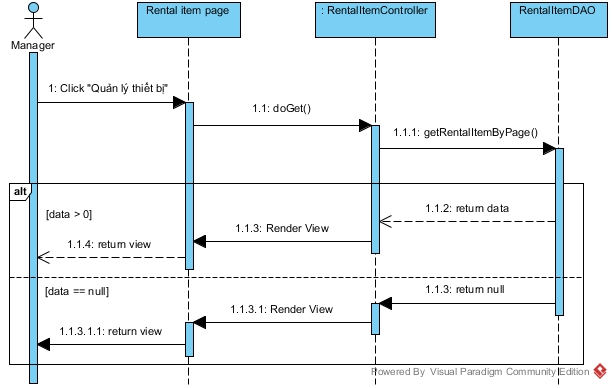 Rental item page
: RentalItemController
RentalItemDAO
Manager
1: Click "Quản lý thiết bị"
1.1: doGet()
1.1.1: getRentalItemByPage()
alt
[data > 0]
1.1.2: return data
1.1.3: Render View
1.1.4: return view
[data == null]
1.1.3: return null
1.1.3.1: Render View
1.1.3.1.1: return view
Powered By Visual Paradigm Community Edition